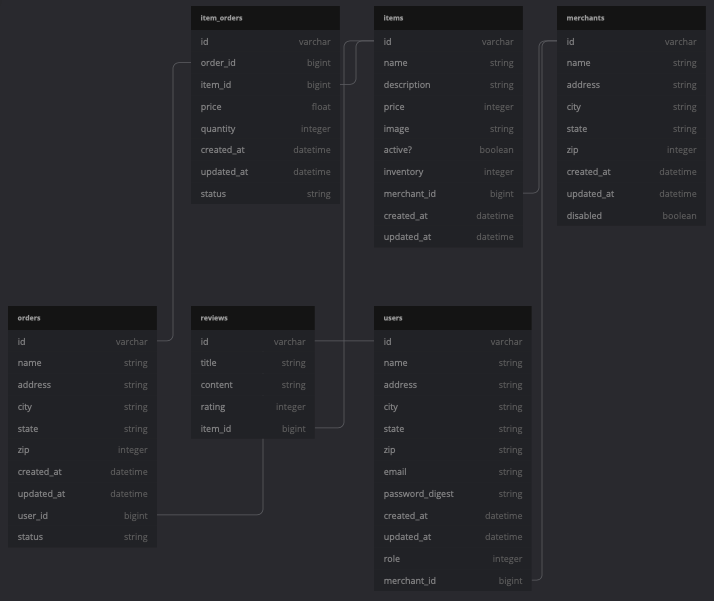 item_orders
id varchar
order_id bigint
item_id bigint
price float
quantity integer
created_at datetime
updated_at datetime
status string
items
id varchar
name string
description string
price integer
image string
active? boolean
inventory integer
merchant_id bigint
created_at datetime
updated_at datetime
merchants
id varchar
name string
address string
city string
state string
zip integer
created_at datetime
updated_at datetime
disabled boolean
orders
id varchar
name string
address string
city string
state string
zip integer
created_at datetime
updated_at datetime
user_id bigint
status string
reviews
id varchar
title string
content string
rating integer
item_id bigint
users
id varchar
name string
address string
city string
state string
zip string
email string
password_digest string
created_at datetime
updated_at datetime
role integer
merchant_id bigint